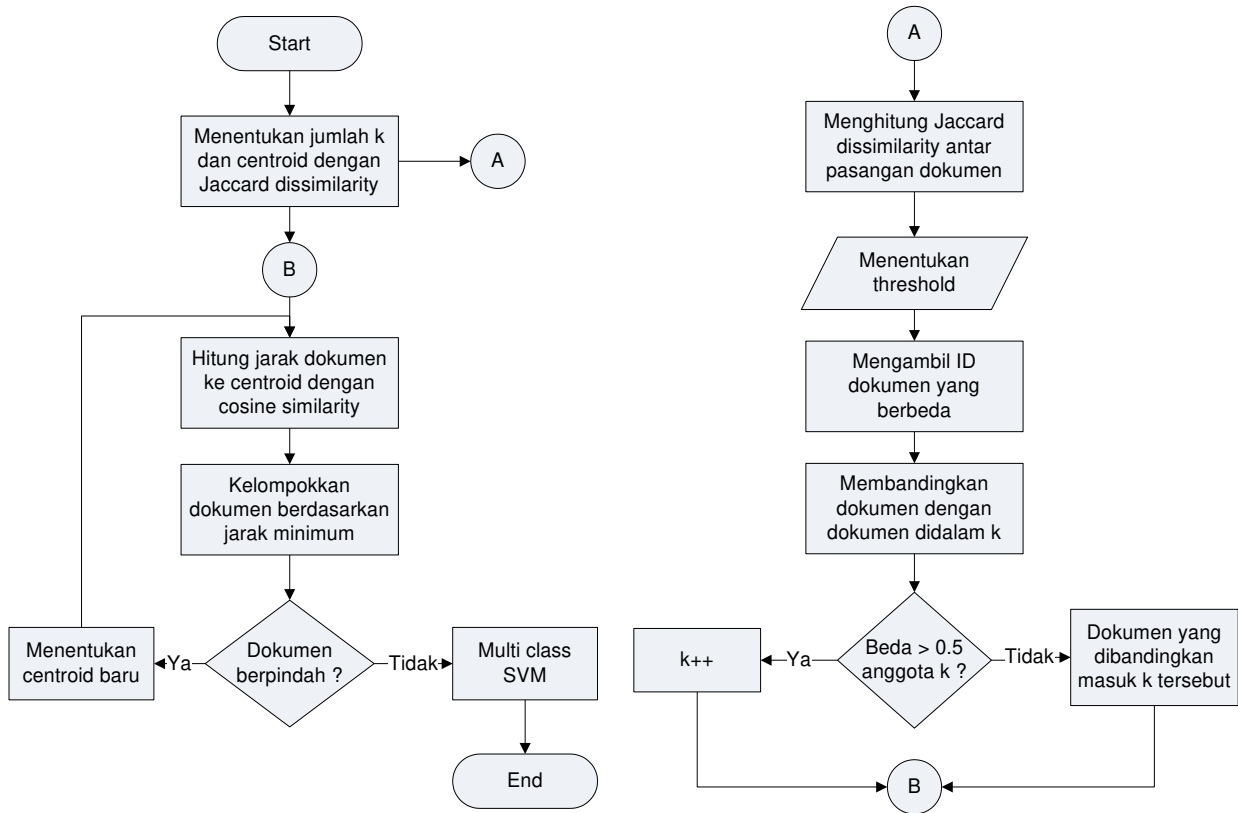 Start
Menentukan jumlah k
dan centroid dengan
Jaccard dissimilarity
A
B
Hitung jarak dokumen
ke centroid dengan
cosine similarity
Kelompokkan
dokumen berdasarkan
jarak minimum
Dokumen
berpindah ?
Ya
Menentukan
centroid baru
Tidak
Multi class
SVM
End
A
Menghitung Jaccard
dissimilarity antar
pasangan dokumen
Menentukan
threshold
Mengambil ID
dokumen yang
berbeda
Membandingkan
dokumen dengan
dokumen didalam k
Beda > 0.5
anggota k ?
Ya
k++
Tidak
Dokumen yang
dibandingkan
masuk k tersebut
B